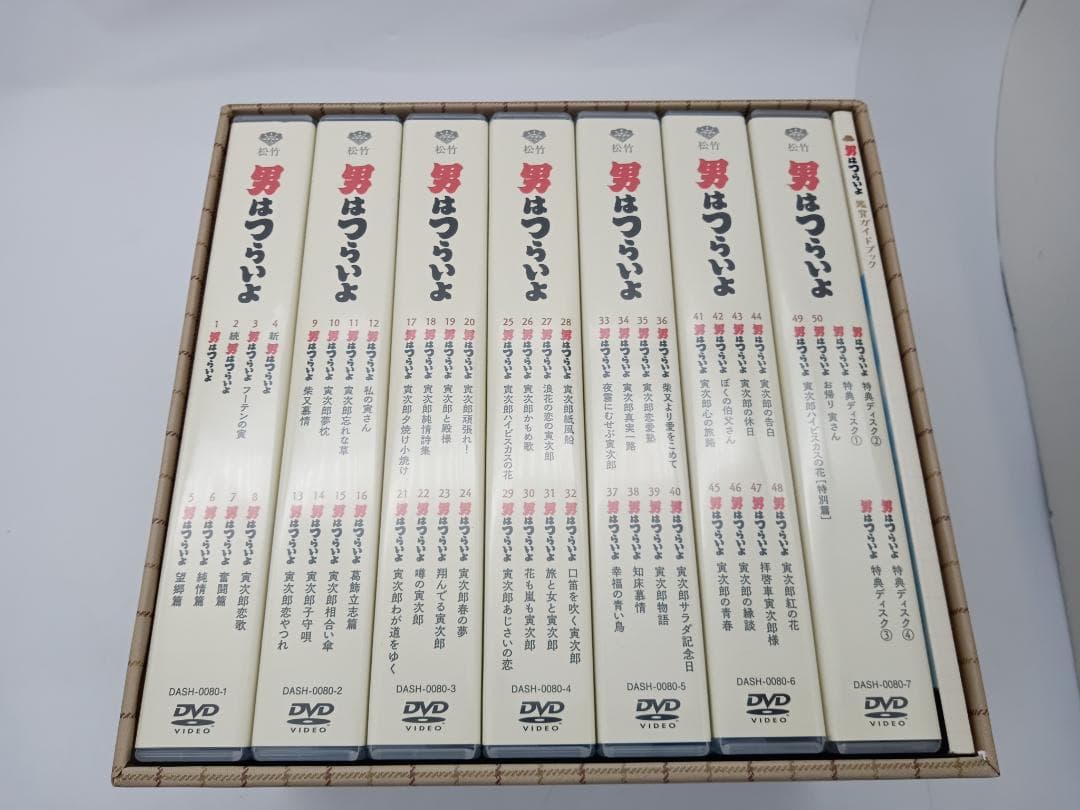 松竹
男はつらいよ
1 男はつらいよ
2 続 男はつらいよ
3 男はつらいよ フーテンの寅
4 新 男はつらいよ
5 男はつらいよ 望郷篇
6 男はつらいよ 純情篇
7 男はつらいよ 奮闘篇
8 男はつらいよ 寅次郎恋歌
DASH-0080-1
DVD
VIDEO
松竹
男はつらいよ
9 男はつらいよ 柴又慕情
10 男はつらいよ 寅次郎夢枕
11 男はつらいよ 寅次郎忘れな草
12 男はつらいよ 私の寅さん
13 男はつらいよ 寅次郎恋やつれ
14 男はつらいよ 寅次郎子守唄
15 男はつらいよ 寅次郎相合い傘
16 男はつらいよ 葛飾立志篇
DASH-0080-2
DVD
VIDEO
松竹
男はつらいよ
17 男はつらいよ 寅次郎夕焼け小焼け
18 男はつらいよ 寅次郎純情詩集
19 男はつらいよ 寅次郎と殿様
20 男はつらいよ 寅次郎頑張れ!
21 男はつらいよ 寅次郎わが道をゆく
22 男はつらいよ 噂の寅次郎
23 男はつらいよ 翔んでる寅次郎
24 男はつらいよ 寅次郎春の夢
DASH-0080-3
DVD
VIDEO
松竹
男はつらいよ
25 男はつらいよ 寅次郎ハイビスカスの花
26 男はつらいよ 寅次郎かもめ歌
27 男はつらいよ 浪花の恋の寅次郎
28 男はつらいよ 寅次郎紙風船
29 男はつらいよ 寅次郎あじさいの恋
30 男はつらいよ 花も嵐も寅次郎
31 男はつらいよ 旅と女と寅次郎
32 男はつらいよ 口笛を吹く寅次郎
DASH-0080-4
DVD
VIDEO
松竹
男はつらいよ
33 男はつらいよ 夜霧にむせぶ寅次郎
34 男はつらいよ 寅次郎真実一路
35 男はつらいよ 寅次郎恋愛塾
36 男はつらいよ 柴又より愛をこめて
37 男はつらいよ 幸福の青い鳥
38 男はつらいよ 知床慕情
39 男はつらいよ 寅次郎物語
40 男はつらいよ 寅次郎サラダ記念日
DASH-0080-5
DVD
VIDEO
松竹
男はつらいよ
41 男はつらいよ 寅次郎心の旅路
42 男はつらいよ ぼくの伯父さん
43 男はつらいよ 寅次郎の休日
44 男はつらいよ 寅次郎の告白
45 男はつらいよ 寅次郎の青春
46 男はつらいよ 寅次郎の縁談
47 男はつらいよ 拝啓車寅次郎様
48 男はつらいよ 寅次郎紅の花
DASH-0080-6
DVD
VIDEO
松竹
男はつらいよ
49 男はつらいよ 寅次郎ハイビスカスの花[特別篇]
50 男はつらいよ お帰り 寅さん
男はつらいよ 特典ディスク①
男はつらいよ 特典ディスク②
男はつらいよ 特典ディスク③
男はつらいよ 特典ディスク④
DASH-0080-7
DVD
VIDEO
男はつらいよ 鑑賞ガイドブック